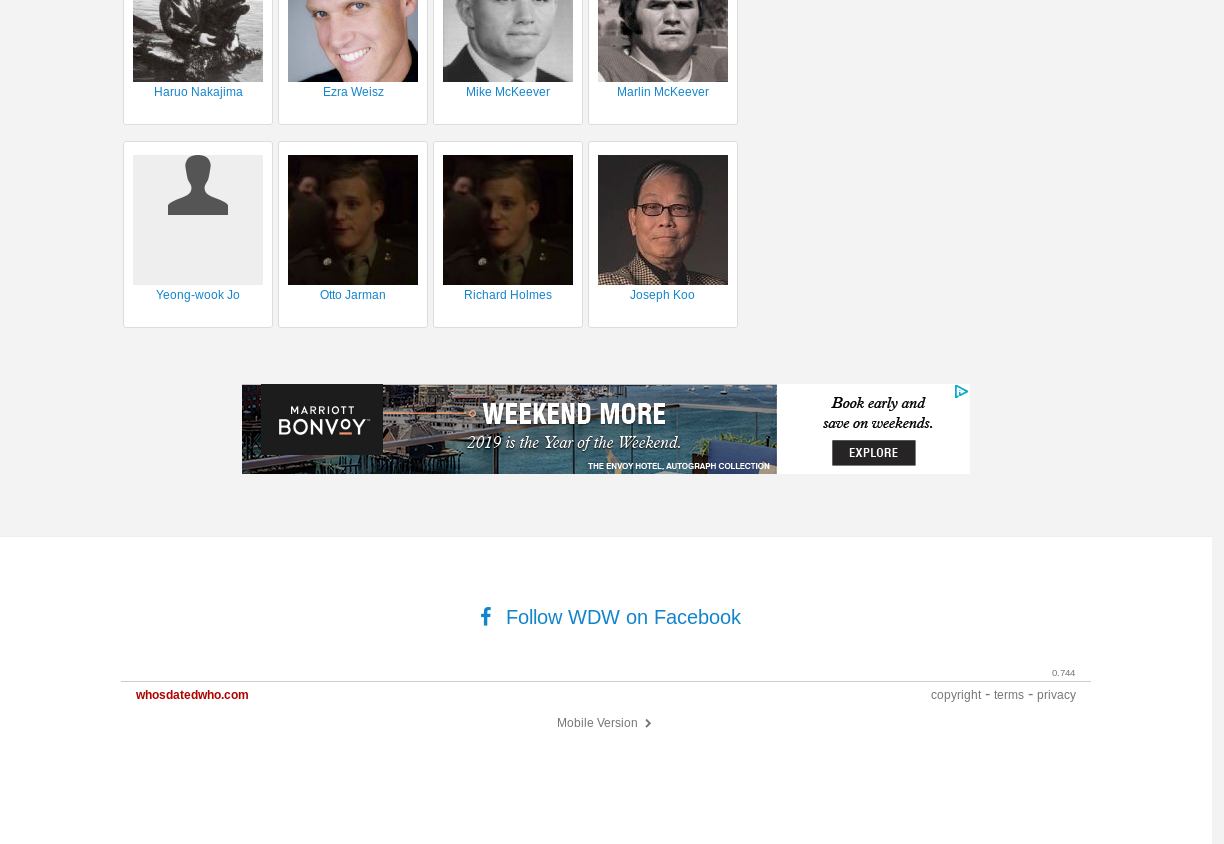 Haruo Nakajima
Ezra Weisz
Mike McKeever
Marlin McKeever
Yeong-wook Jo
Otto Jarman
Richard Holmes
Joseph Koo
MARRIOTT
BONVOY
WEEKEND MORE
2019 is the Year of the Weekend.
THE ENVOY HOTEL, AUTOGRAPH COLLECTION
Book early and
save on weekends.
EXPLORE
Follow WDW on Facebook
0.744
whosdatedwho.com
copyright - terms - privacy
Mobile Version